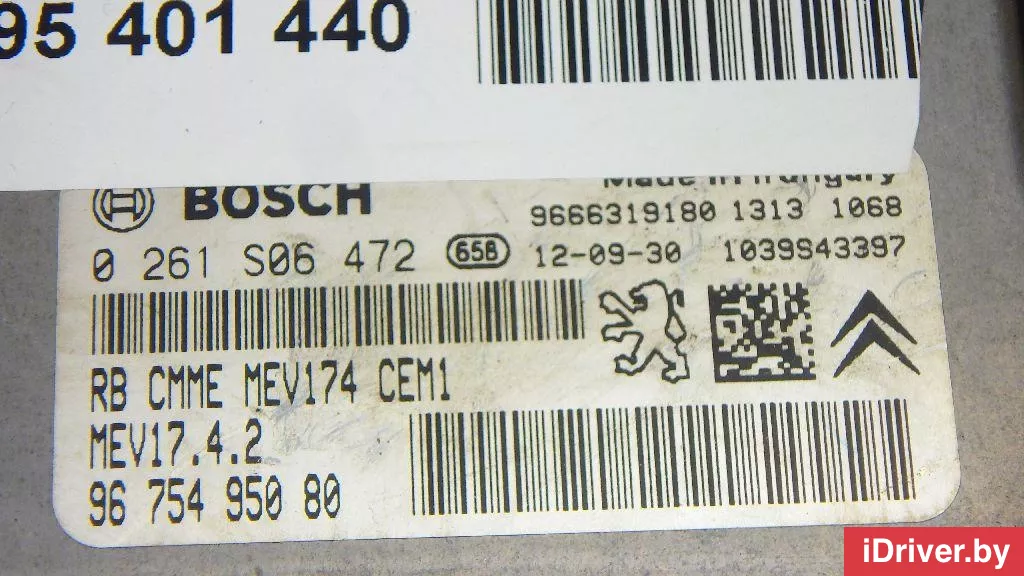 95 401 440
BOSCH
Made in Hungary
9666319180 1313 1068
0 261 S06 472 65B 12-09-30 1039S43397
RB CMME MEV174 CEM1
MEV17.4.2
96 754 950 80
iDriver.by